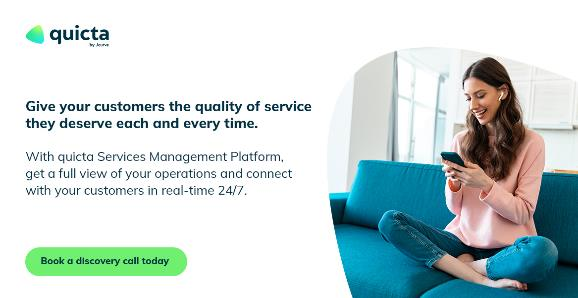 quicta
by Jourve
Give your customers the quality of service
they deserve each and every time.
With quicta Services Management Platform,
get a full view of your operations and connect
with your customers in real-time 24/7.
Book a discovery call today